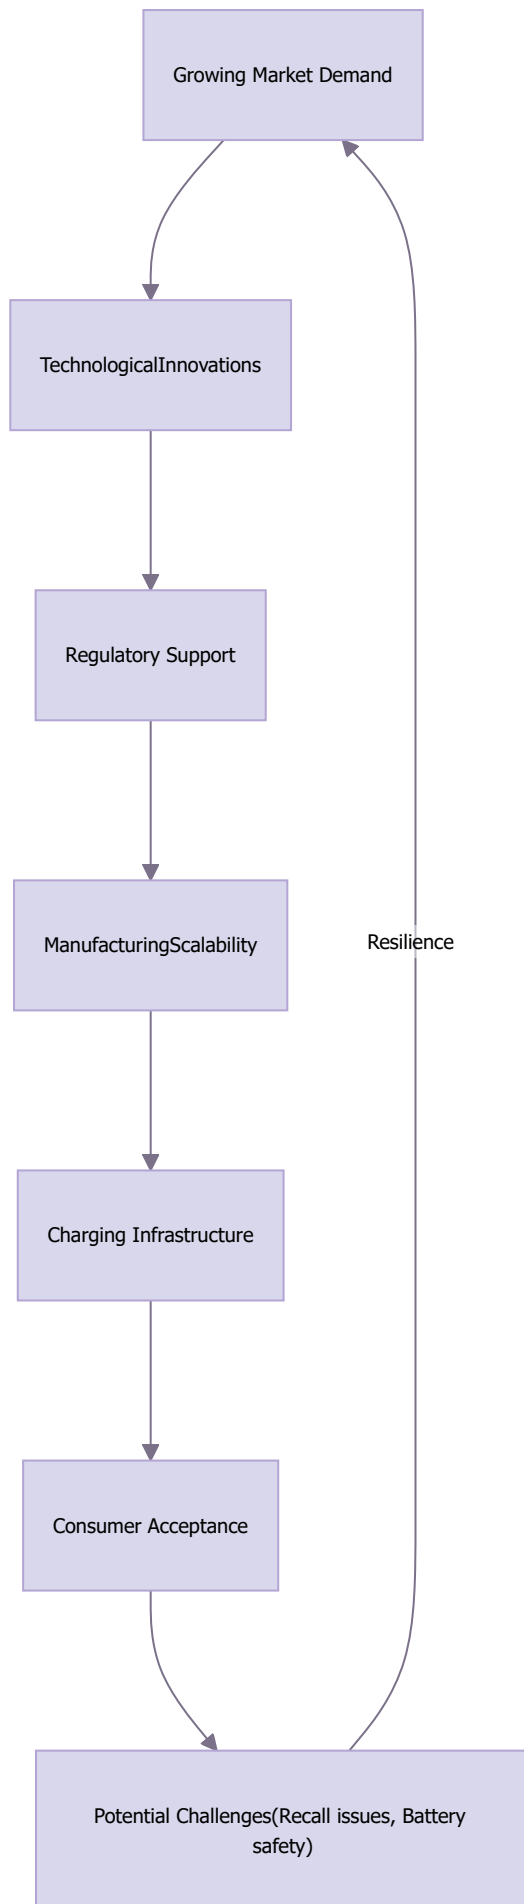 Growing Market Demand
TechnologicalInnovations
Regulatory Support
ManufacturingScalability
Resilience
Charging Infrastructure
Consumer Acceptance
Potential Challenges(Recall issues, Battery
safety)